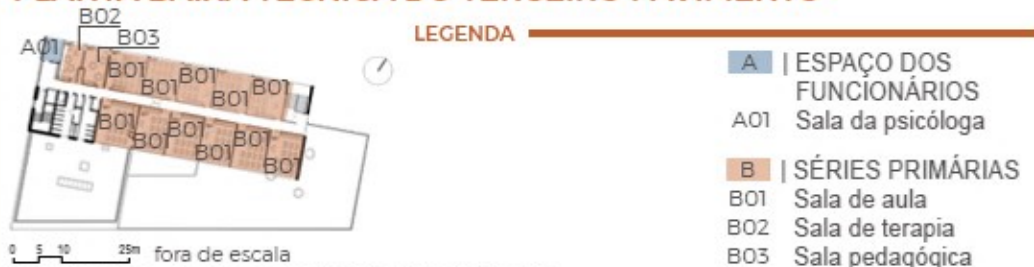 B02
B03
A01
B01
B01
B01
B01
B01
B01
B01
B01
B01
B01
B01
0 5 10 25m fora de escala
LEGENDA
A | ESPAÇO DOS
FUNCIONÁRIOS
A01 Sala da psicóloga
B | SÉRIES PRIMÁRIAS
B01 Sala de aula
B02 Sala de terapia
B03 Sala pedagógica